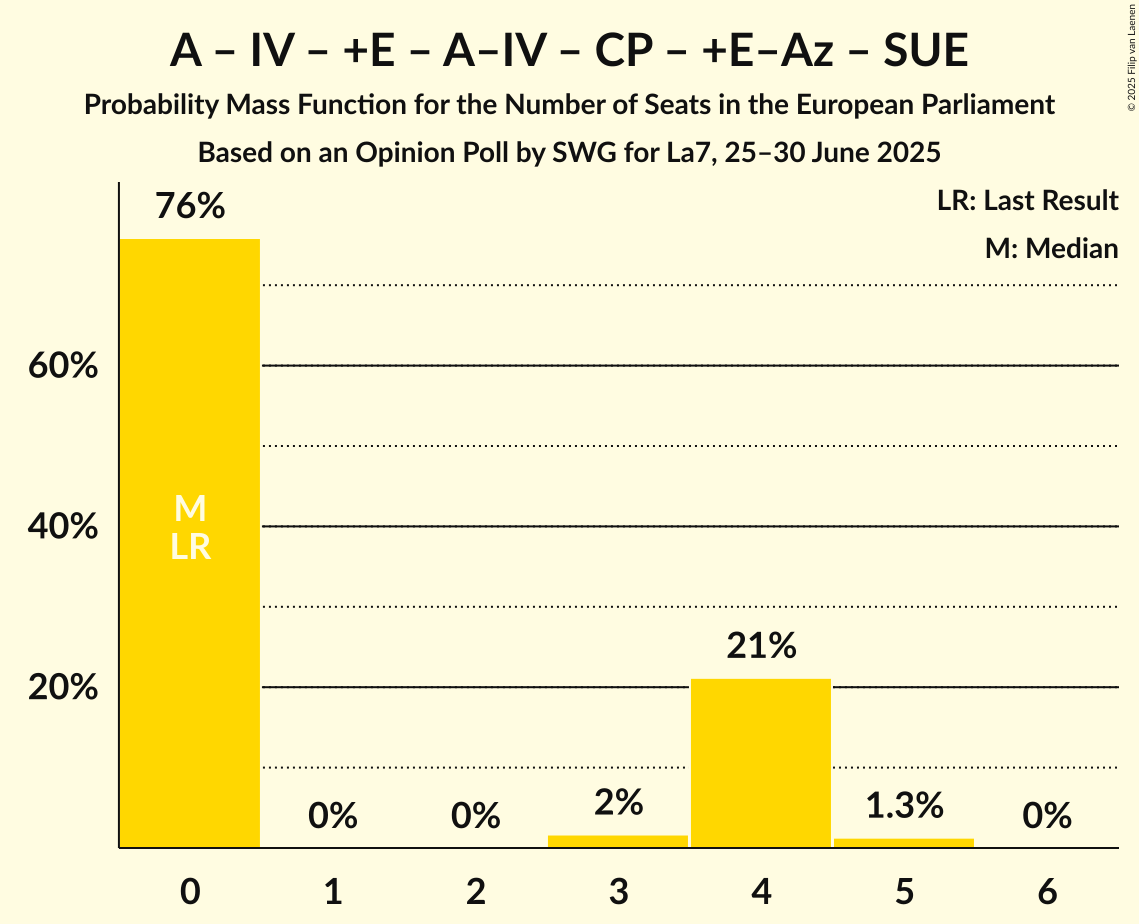 A – IV – +E – A–IV – CP – +E–Az – SUE
Probability Mass Function for the Number of Seats in the European Parliament
Based on an Opinion Poll by SWG for La7, 25–30 June 2025
© 2025 Filip van Laenen
LR: Last Result
M: Median
76%
60%
M
40%
LR
21%
20%
0%
0%
2%
1.3%
0%
0
1
2
3
4
5
6